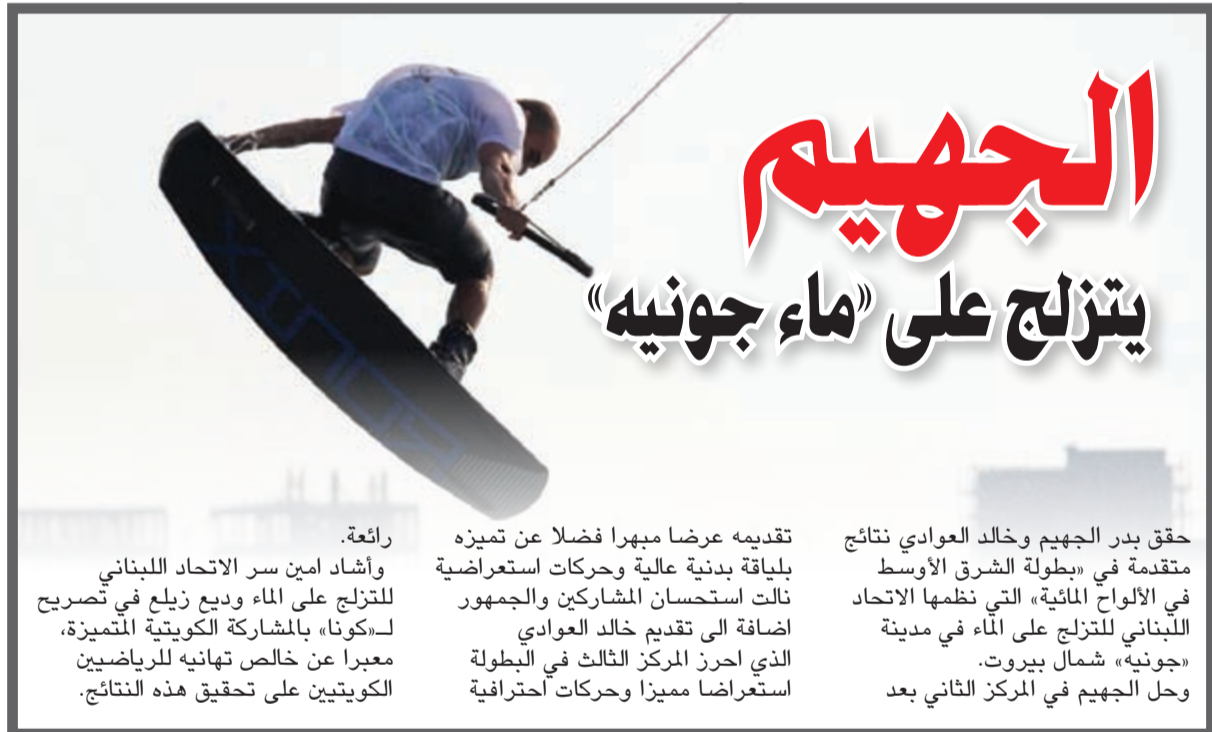 الجهيم
يتزلج على «ماء جونيه»
حقق بدر الجهيم وخالد العوادي نتائج
متقدمة في «بطولة الشرق الأوسط
في الألواح المائية» التي نظمها الاتحاد
اللبناني للتزلج على الماء في مدينة
«جونيه» شمال بيروت.
وحل الجهيم في المركز الثاني بعد
تقديمه عرضا مبهرا فضلا عن تميزه
بلياقة بدنية عالية وحركات استعراضية
نالت استحسان المشاركين والجمهور
اضافة الى تقديم خالد العوادي
الذي احرز المركز الثالث في البطولة
استعراضا مميزا وحركات احترافية
رائعة.
وأشاد امين سر الاتحاد اللبناني
للتزلج على الماء وديع زيلع في تصريح
لـ«كونا» بالمشاركة الكويتية المتميزة،
معبرا عن خالص تهانيه للرياضيين
الكويتيين على تحقيق هذه النتائج.